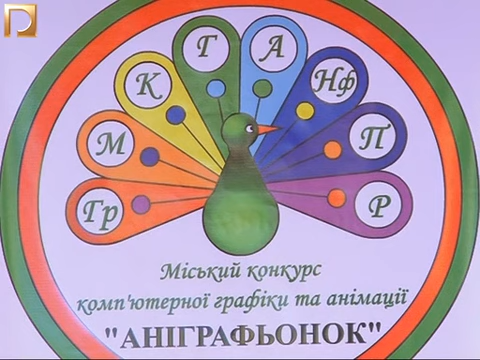 Г
А
К
Нф
М
П
Гр
Р
Міський конкурс
комп'ютерної графіки та анімації
"АНІГРАФЬОНОК"